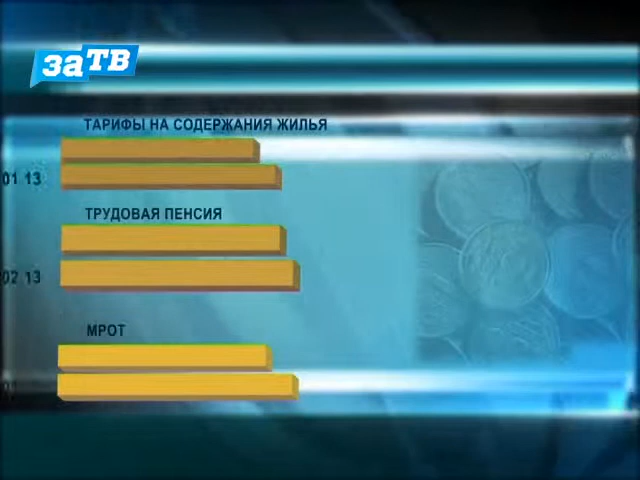 заТВ
ТАРИФЫ НА СОДЕРЖАНИЯ ЖИЛЬЯ
01 13
ТРУДОВАЯ ПЕНСИЯ
02 13
МРОТ